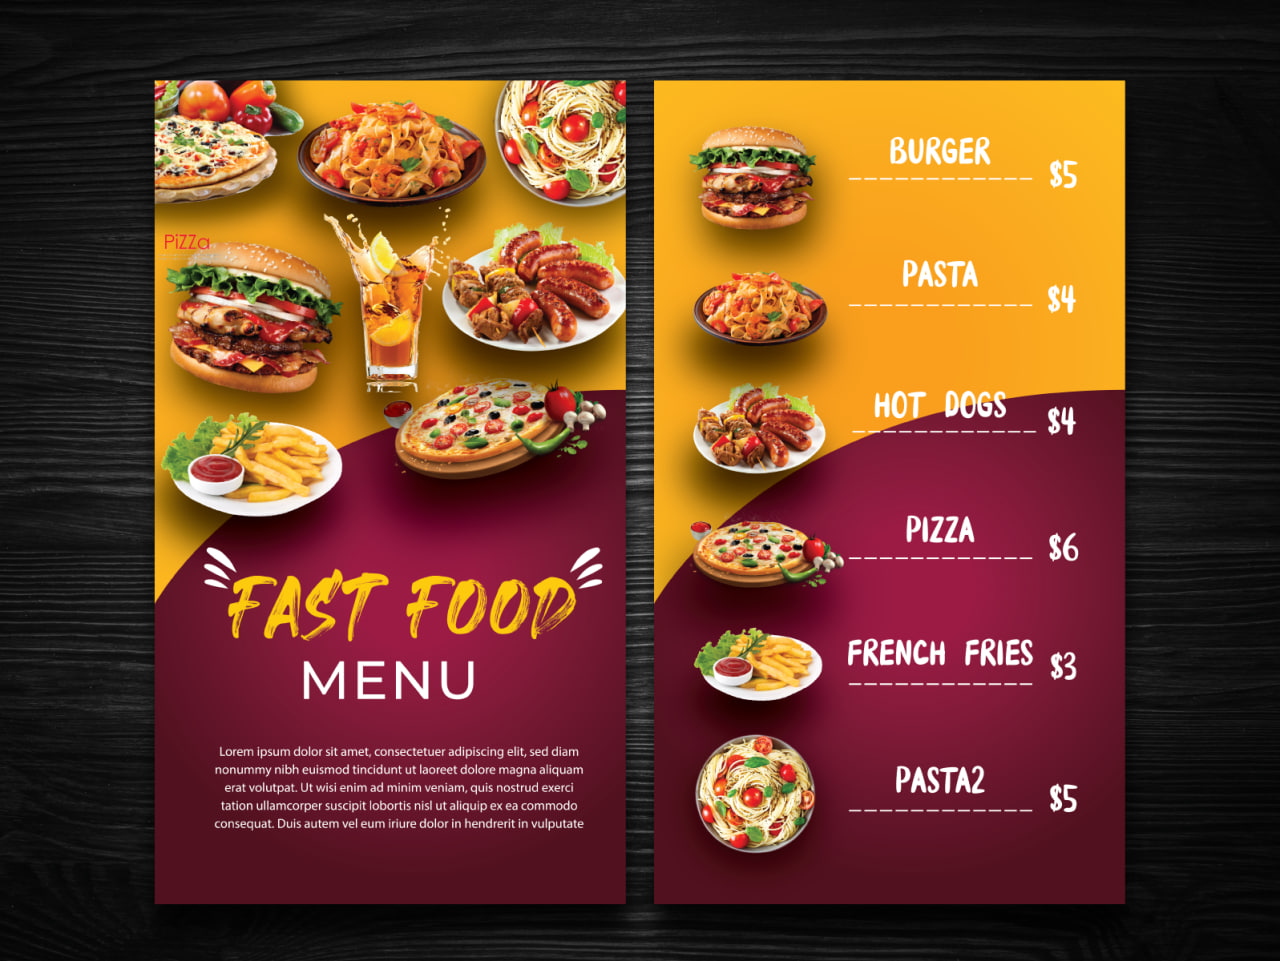 PiZZa
FAST FOOD
MENU
Lorem ipsum dolor sit amet, consectetuer adipiscing elit, sed diam
nonummy nibh euismod tincidunt ut laoreet dolore magna aliquam
erat volutpat. Ut wisi enim ad minim veniam, quis nostrud exerci
tation ullamcorper suscipit lobortis nisl ut aliquip ex ea commodo
consequat. Duis autem vel eum iriure dolor in hendrerit in vulputate
BURGER
$5
PASTA
$4
HOT DOGS
$4
PIZZA
$6
FRENCH FRIES
$3
PASTA2
$5